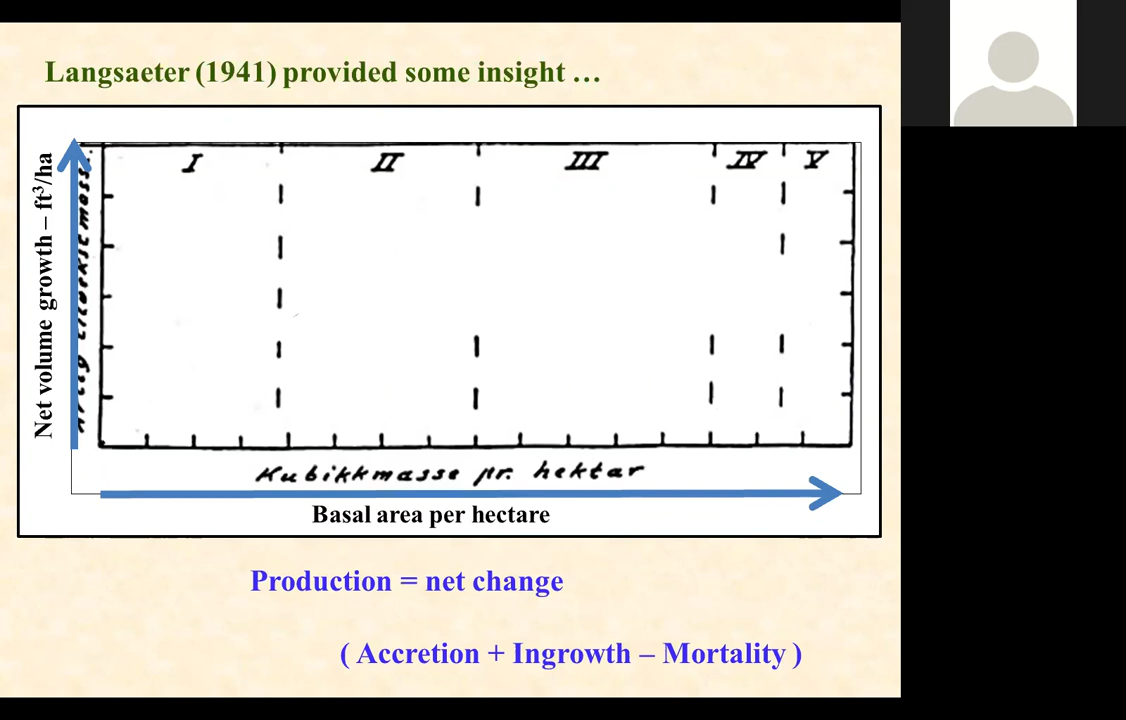 Langsaeter (1941) provided some insight …
I II III IV V
Net volume growth – ft³/ha
Kubikkmasse pr. hektar
Basal area per hectare
Production = net change
( Accretion + Ingrowth – Mortality )